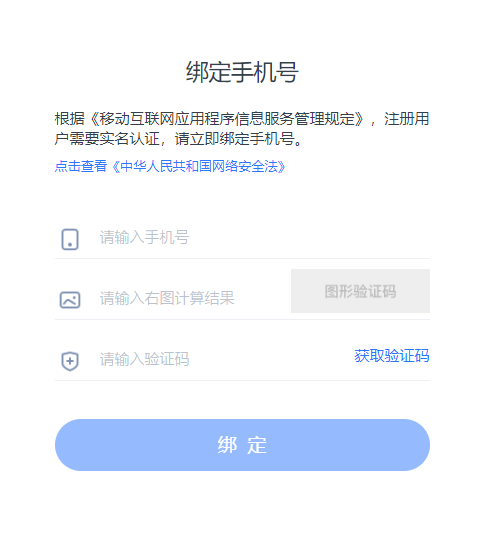 绑定手机号
根据《移动互联网应用程序信息服务管理规定》，注册用
户需要实名认证，请立即绑定手机号。
点击查看《中华人民共和国网络安全法》
请输入手机号
请输入右图计算结果 图形验证码
请输入验证码 获取验证码
绑 定